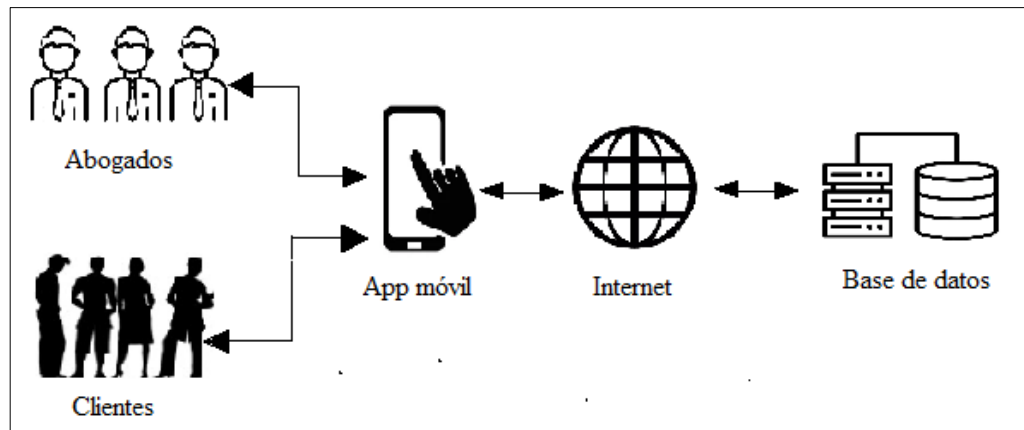 Abogados
App móvil
Internet
Base de datos
Clientes